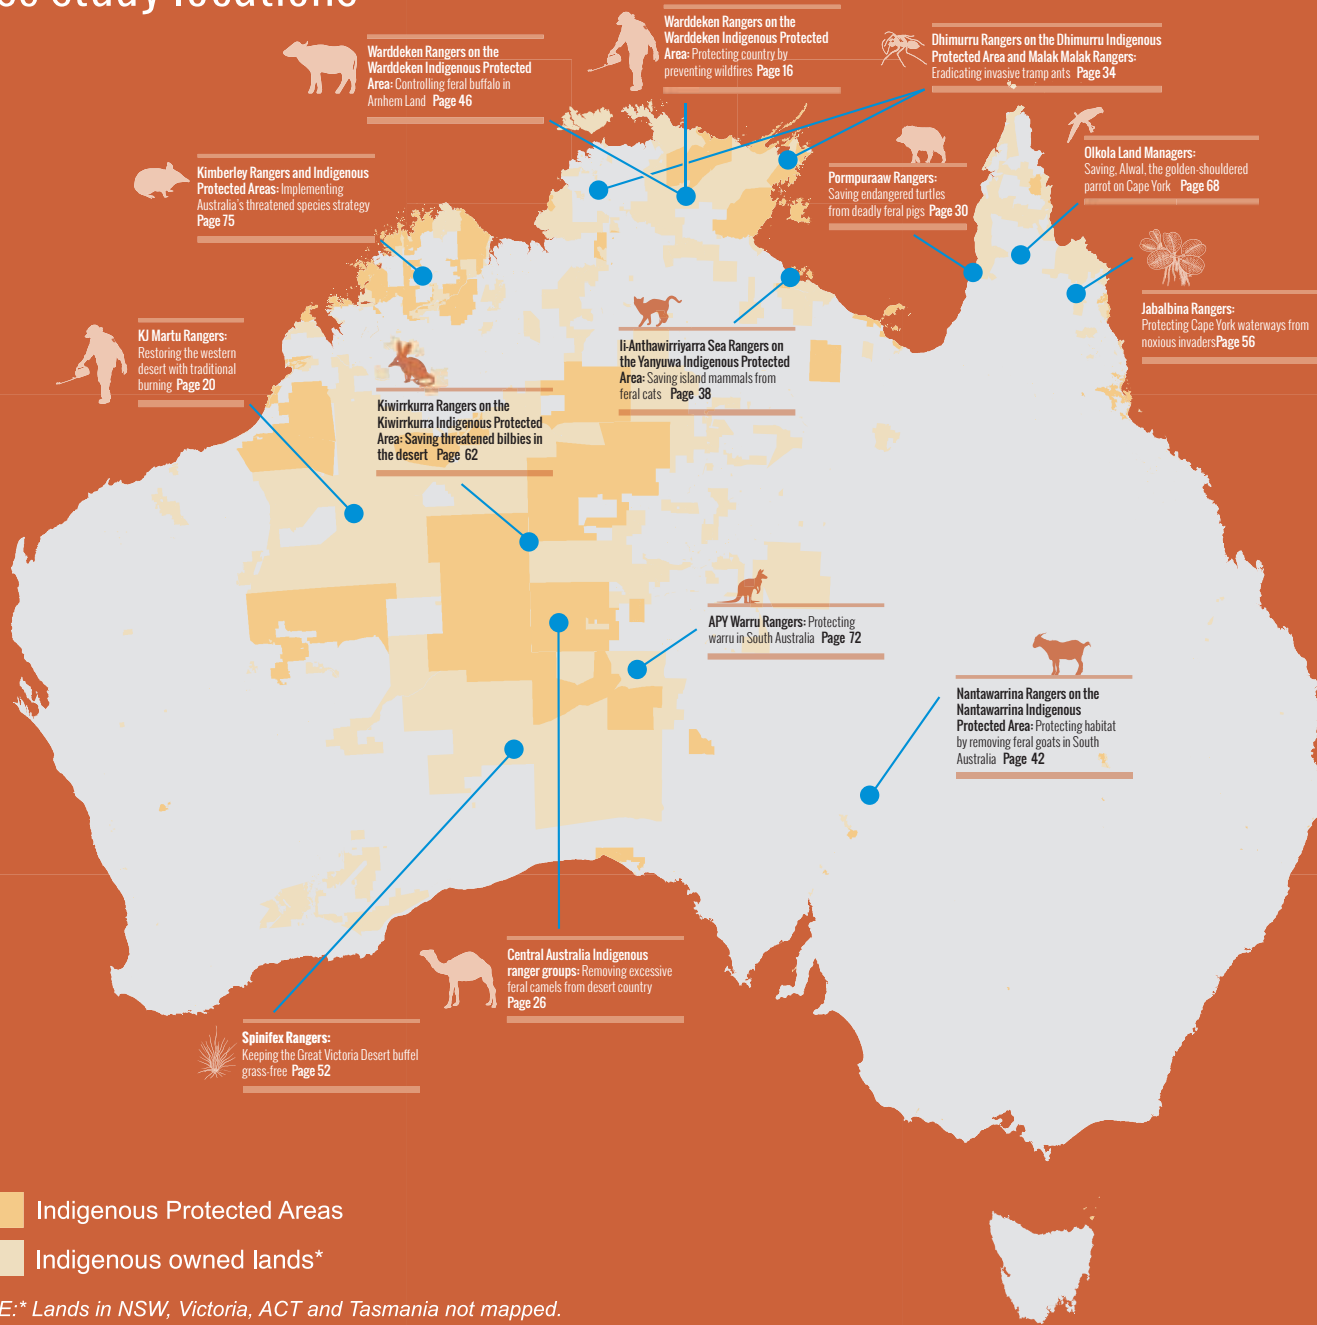 study locations
Warddeken Rangers on the
Warddeken Indigenous Protected
Area: Controlling feral buffalo in
Arnhem Land Page 46
Warddeken Rangers on the
Warddeken Indigenous Protected
Area: Protecting country by
preventing wildfires Page 16
Dhimurru Rangers on the Dhimurru Indigenous
Protected Area and Malak Malak Rangers:
Eradicating invasive tramp ants Page 34
Kimberley Rangers and Indigenous
Protected Areas: Implementing
Australia's threatened species strategy
Page 75
Pormpuraaw Rangers:
Saving endangered turtles
from deadly feral pigs Page 30
Olkola Land Managers:
Saving, Alwal, the golden-shouldered
parrot on Cape York Page 68
Jabalbina Rangers:
Protecting Cape York waterways from
noxious invadersPage 56
KJ Martu Rangers:
Restoring the western
desert with traditional
burning Page 20
Kiwirrkurra Rangers on the
Kiwirrkurra Indigenous Protected
Area: Saving threatened bilbies in
the desert Page 62
li-Anthawirriyarra Sea Rangers on
the Yanyuwa Indigenous Protected
Area: Saving island mammals from
feral cats Page 38
APY Warru Rangers: Protecting
warru in South Australia Page 72
Nantawarrina Rangers on the
Nantawarrina Indigenous
Protected Area: Protecting habitat
by removing feral goats in South
Australia Page 42
Central Australia Indigenous
ranger groups: Removing excessive
feral camels from desert country
Page 26
Spinifex Rangers:
Keeping the Great Victoria Desert buffel
grass-free Page 52
Indigenous Protected Areas
Indigenous owned lands*
E:* Lands in NSW, Victoria, ACT and Tasmania not mapped.